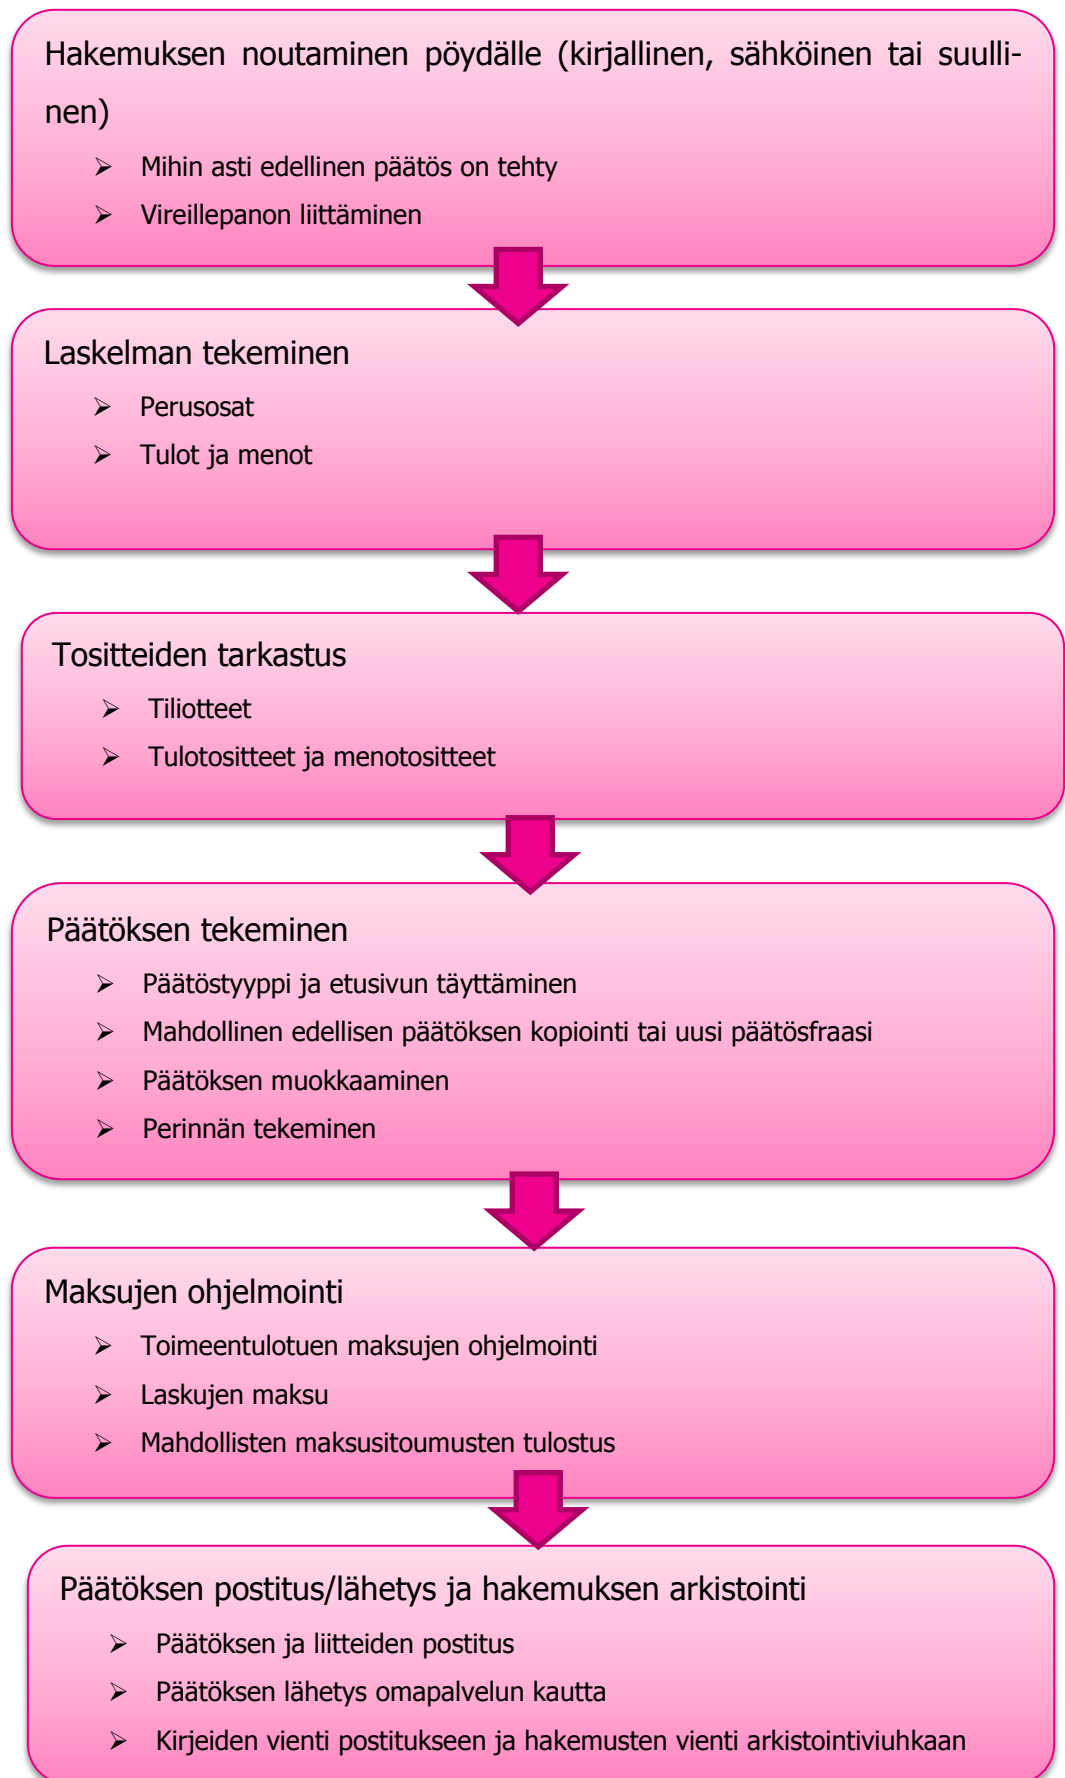 Hakemuksen noutaminen pöydälle (kirjallinen, sähköinen tai suulli-
nen)
➢ Mihin asti edellinen päätös on tehty
➢ Vireillepanon liittäminen
Laskelman tekeminen
➢ Perusosat
➢ Tulot ja menot
Tositteiden tarkastus
➢ Tiliotteet
➢ Tulotositteet ja menotositteet
Päätöksen tekeminen
➢ Päätöstyyppi ja etusivun täyttäminen
➢ Mahdollinen edellisen päätöksen kopiointi tai uusi päätösfraasi
➢ Päätöksen muokkaaminen
➢ Perinnän tekeminen
Maksujen ohjelmointi
➢ Toimeentulotuen maksujen ohjelmointi
➢ Laskujen maksu
➢ Mahdollisten maksusitoumusten tulostus
Päätöksen postitus/lähetys ja hakemuksen arkistointi
➢ Päätöksen ja liitteiden postitus
➢ Päätöksen lähetys omapalvelun kautta
➢ Kirjeiden vienti postitukseen ja hakemusten vienti arkistointiviuhkaan